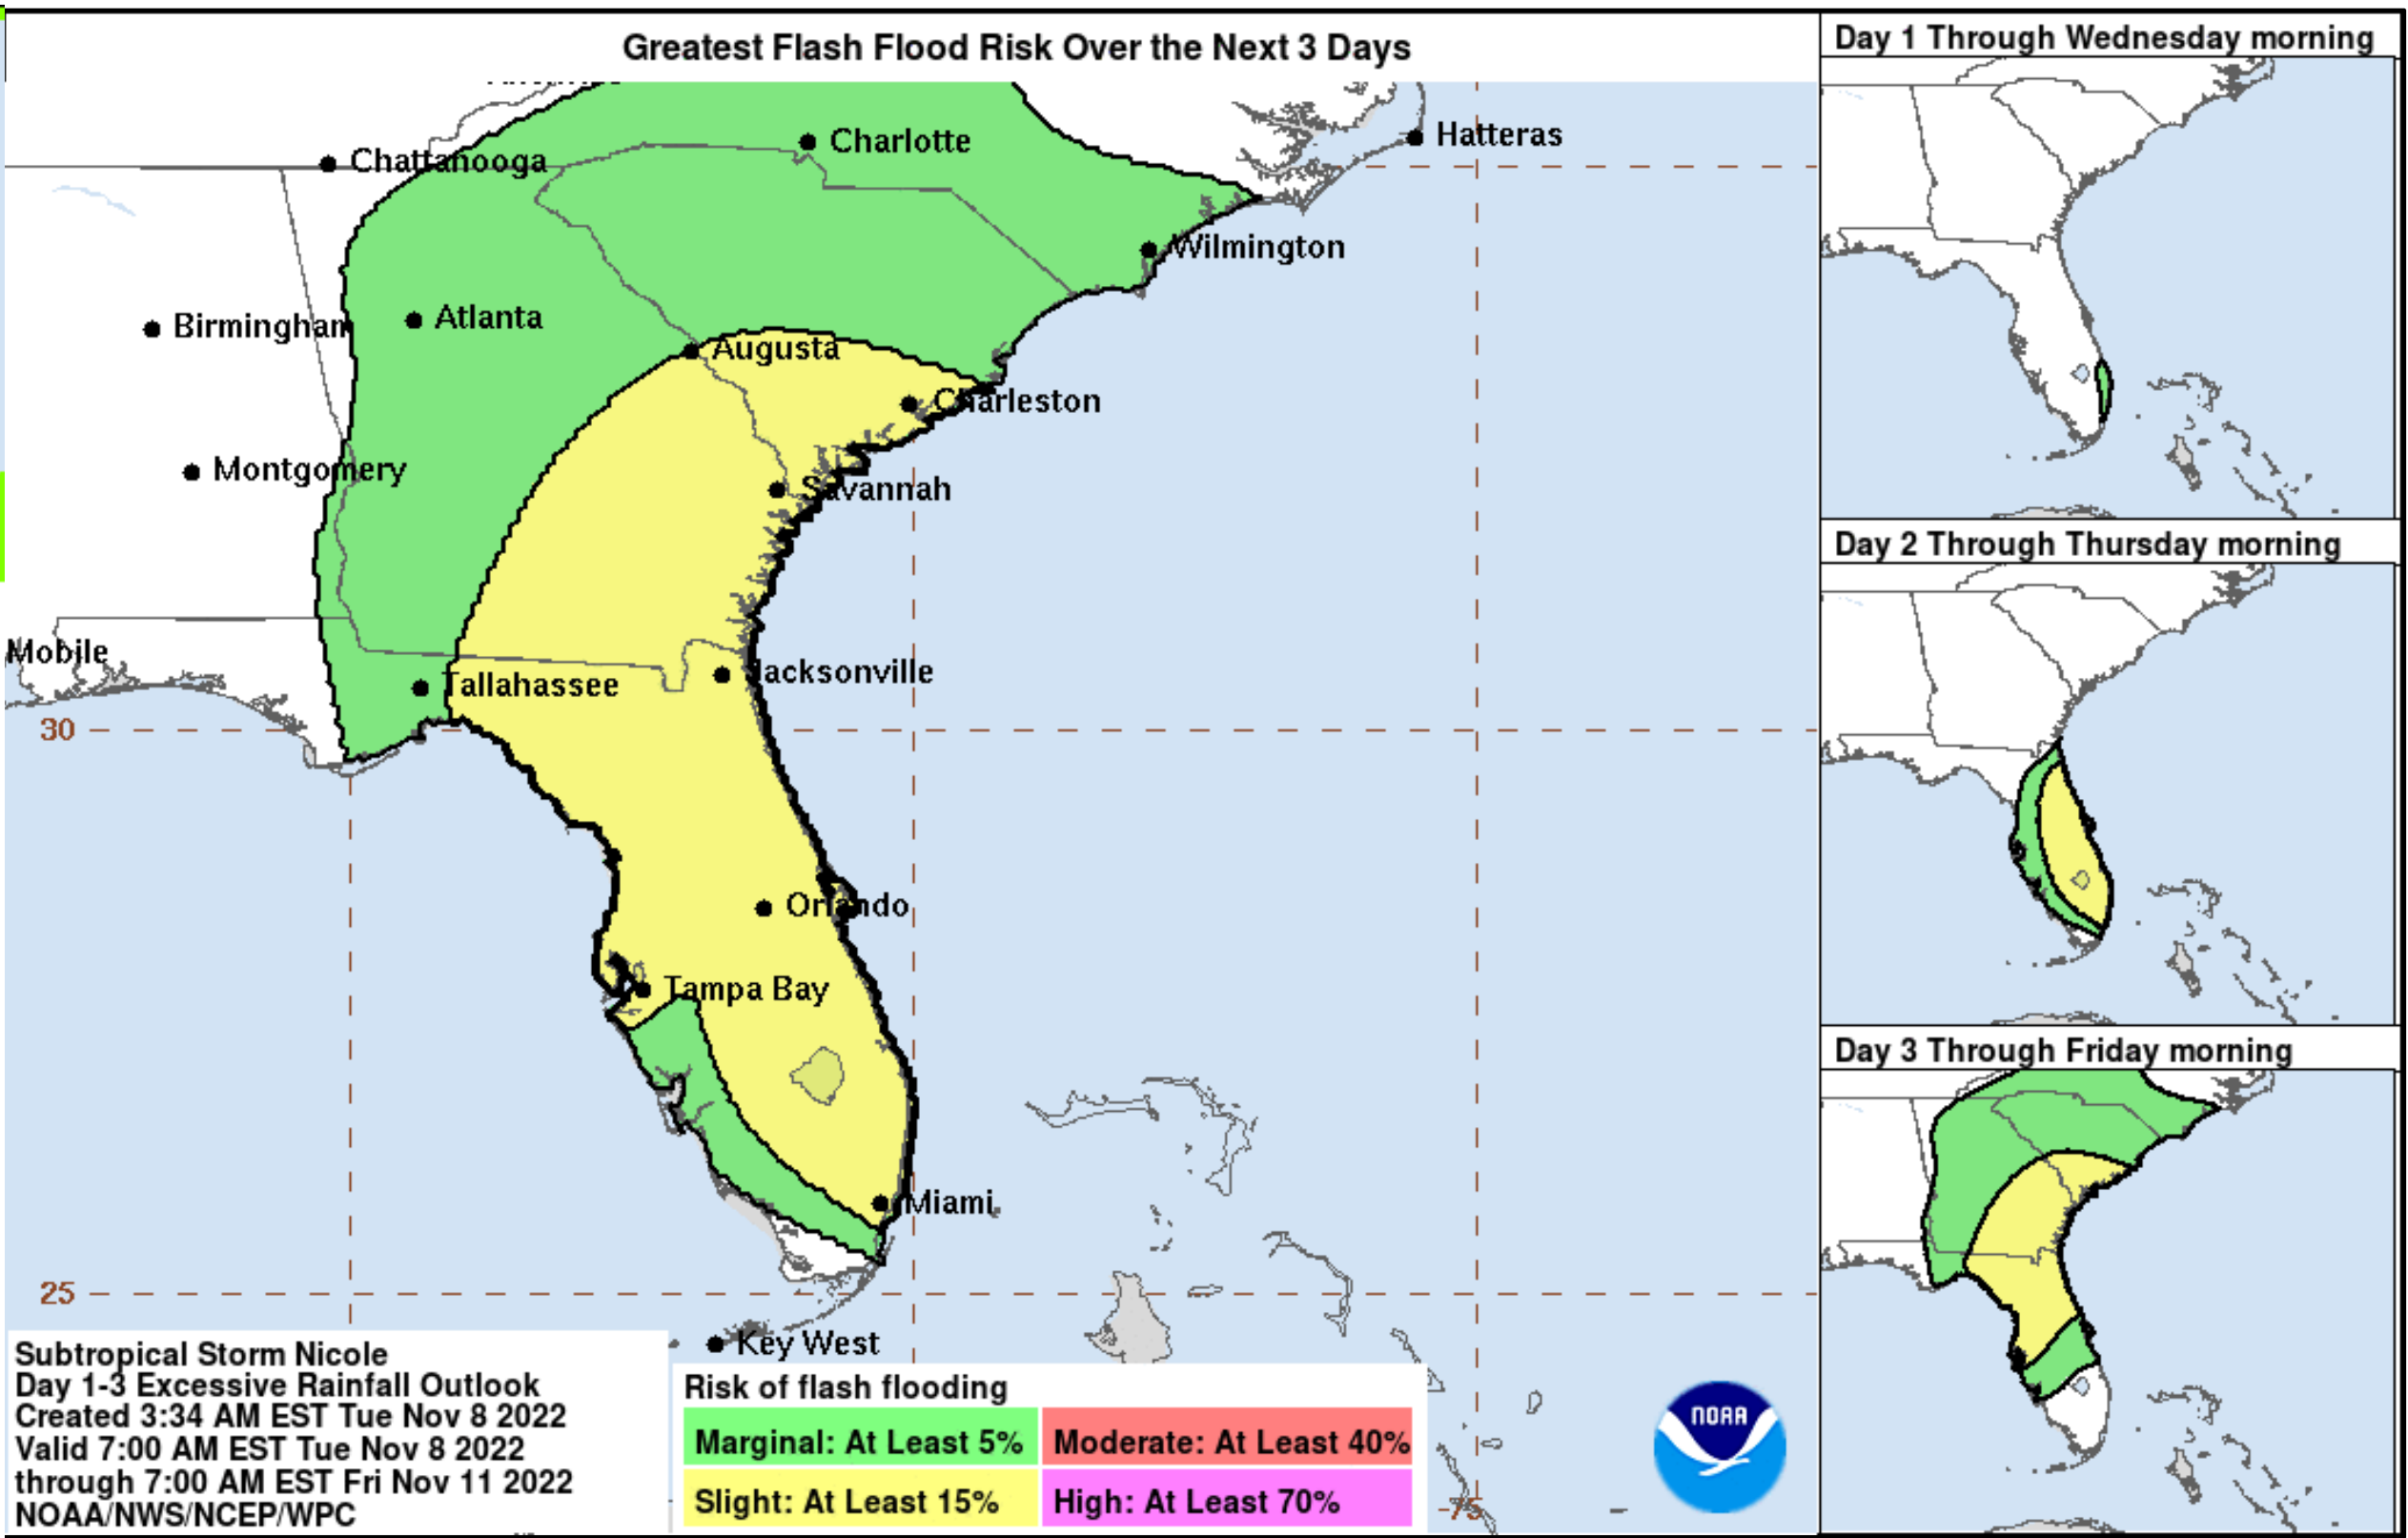 Greatest Flash Flood Risk Over the Next 3 Days
Hatteras
Charlotte
Chattanooga
Wilmington
Birmingham
Atlanta
Augusta
Charleston
Montgomery
Savannah
Mobile
Jacksonville
Tallahassee
30
Orlando
Tampa Bay
Miami
25
Key West
-75
Subtropical Storm Nicole
Day 1-3 Excessive Rainfall Outlook
Created 3:34 AM EST Tue Nov 8 2022
Valid 7:00 AM EST Tue Nov 8 2022
through 7:00 AM EST Fri Nov 11 2022
NOAA/NWS/NCEP/WPC
Risk of flash flooding
Marginal: At Least 5%
Moderate: At Least 40%
Slight: At Least 15%
High: At Least 70%
NOAA
Day 1 Through Wednesday morning
Day 2 Through Thursday morning
Day 3 Through Friday morning